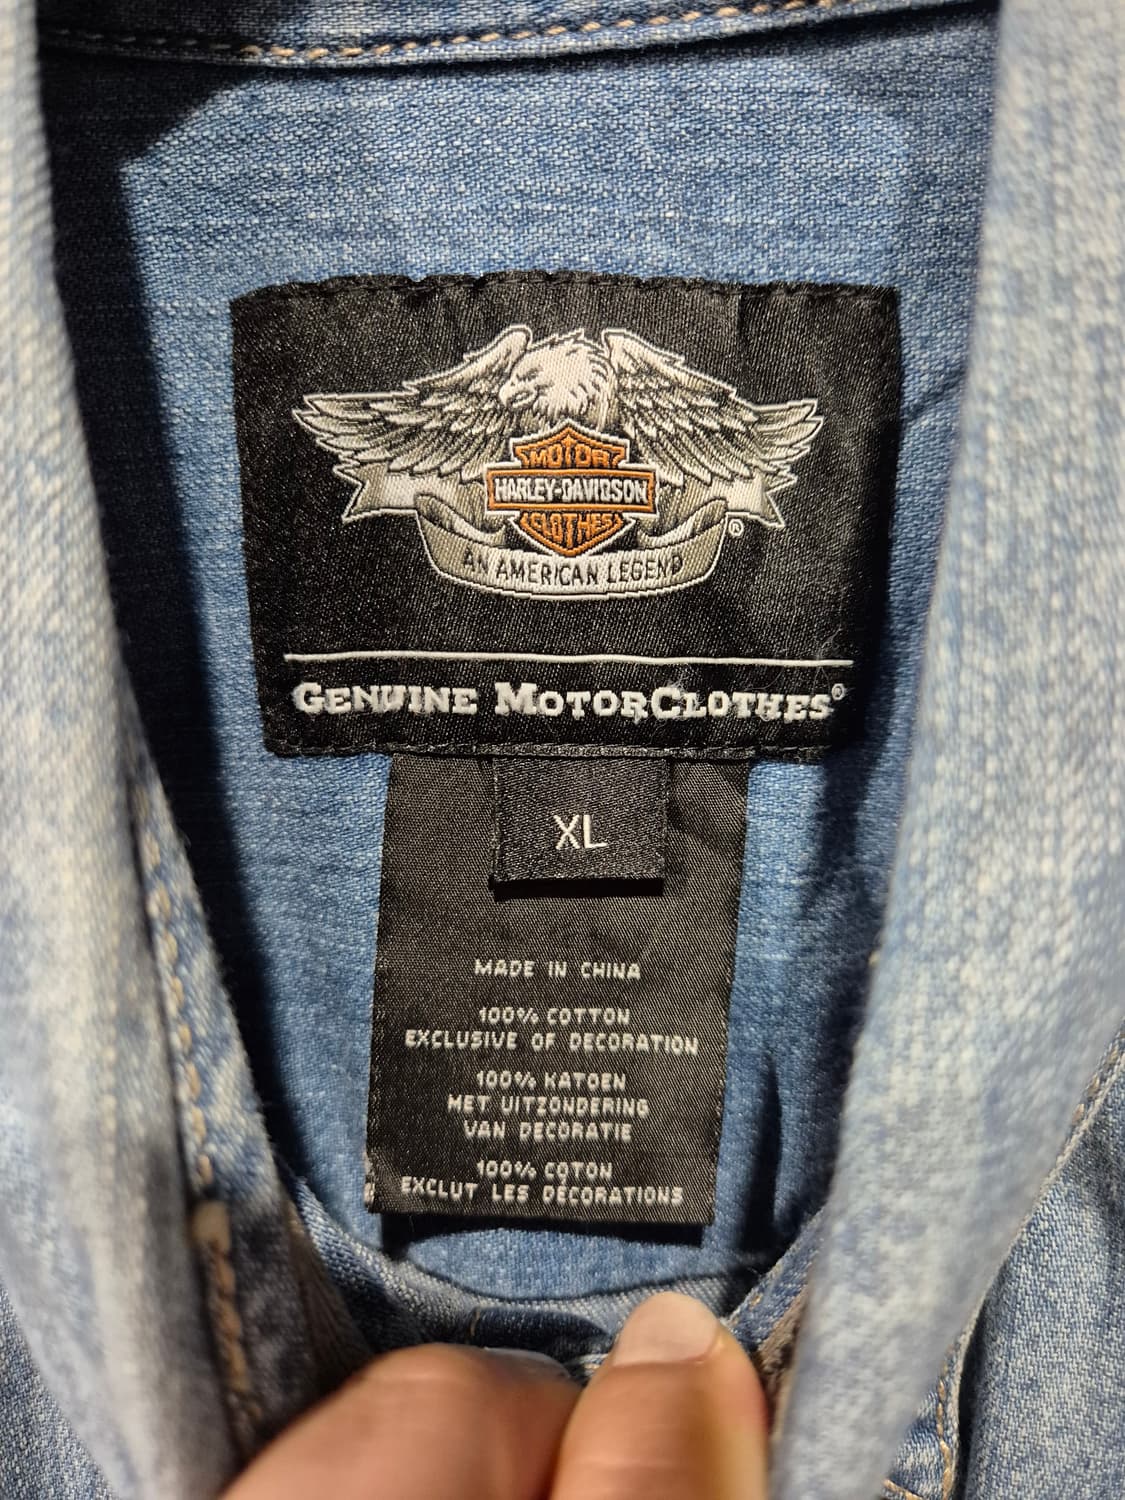 MOTOR
HARLEY-DAVIDSON
CLOTHES
AN AMERICAN LEGEND
®
GENUINE MOTORCLOTHES®
XL
MADE IN CHINA
100% COTTON
EXCLUSIVE OF DECORATION
100% KATOEN
MET UITZONDERING
VAN DECORATIE
100% COTON
EXCLUT LES DÉCORATIONS